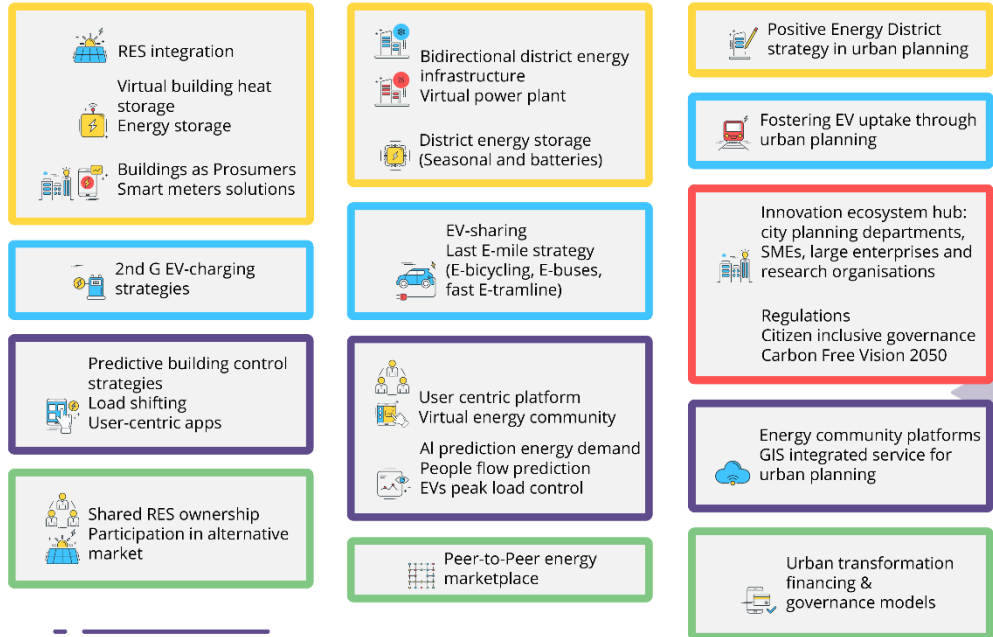 RES integration
Virtual building heat
storage
Energy storage
Buildings as Prosumers
Smart meters solutions
2nd G EV-charging
strategies
Predictive building control
strategies
Load shifting
User-centric apps
Shared RES ownership
Participation in alternative
market
Bidirectional district energy
infrastructure
Virtual power plant
District energy storage
(Seasonal and batteries)
EV-sharing
Last E-mile strategy
(E-bicycling, E-buses,
fast E-tramline)
User centric platform
Virtual energy community
AI prediction energy demand
People flow prediction
EVs peak load control
Peer-to-Peer energy
marketplace
Positive Energy District
strategy in urban planning
Fostering EV uptake through
urban planning
Innovation ecosystem hub:
city planning departments,
SMEs, large enterprises and
research organisations
Regulations
Citizen inclusive governance
Carbon Free Vision 2050
Energy community platforms
GIS integrated service for
urban planning
Urban transformation
financing &
governance models